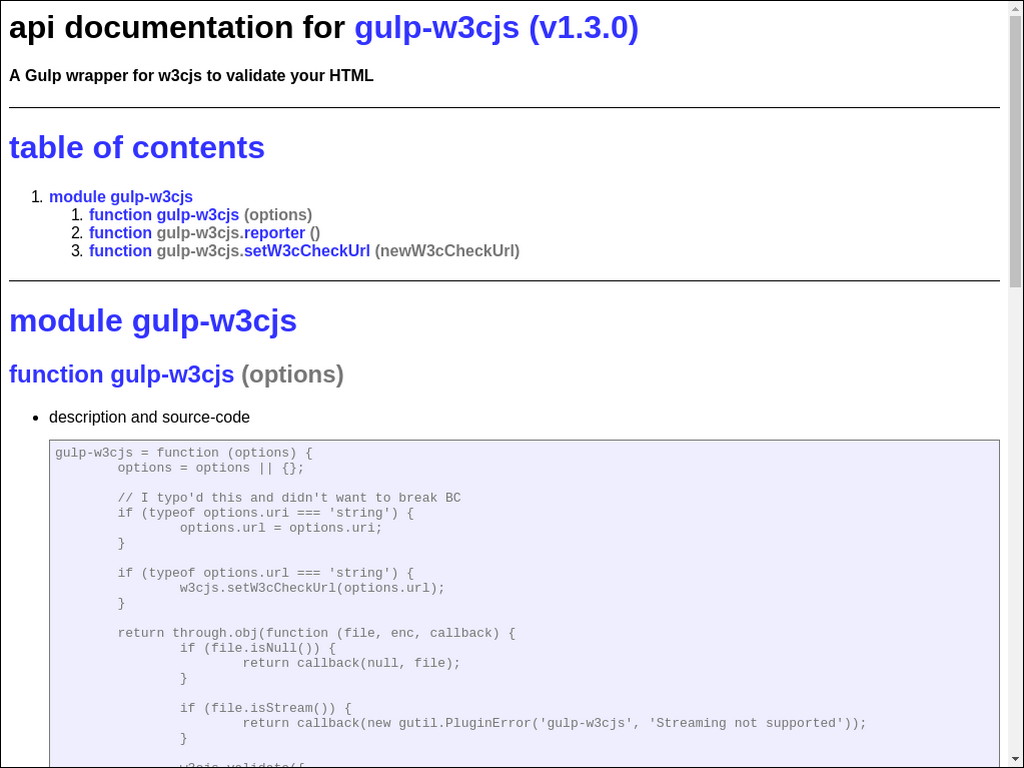 api documentation for gulp-w3cjs (v1.3.0)
A Gulp wrapper for w3cjs to validate your HTML
table of contents
1. module gulp-w3cjs
1. function gulp-w3cjs (options)
2. function gulp-w3cjs.reporter ()
3. function gulp-w3cjs.setW3cCheckUrl (newW3cCheckUrl)
module gulp-w3cjs
function gulp-w3cjs (options)
• description and source-code
gulp-w3cjs = function (options) {
options = options || {};
// I typo'd this and didn't want to break BC
if (typeof options.uri === 'string') {
options.url = options.uri;
}
if (typeof options.url === 'string') {
w3cjs.setW3cCheckUrl(options.url);
}
return through.obj(function (file, enc, callback) {
if (file.isNull()) {
return callback(null, file);
}
if (file.isStream()) {
return callback(new gutil.PluginError('gulp-w3cjs', 'Streaming not supported'));
}
w3cjs.validate({